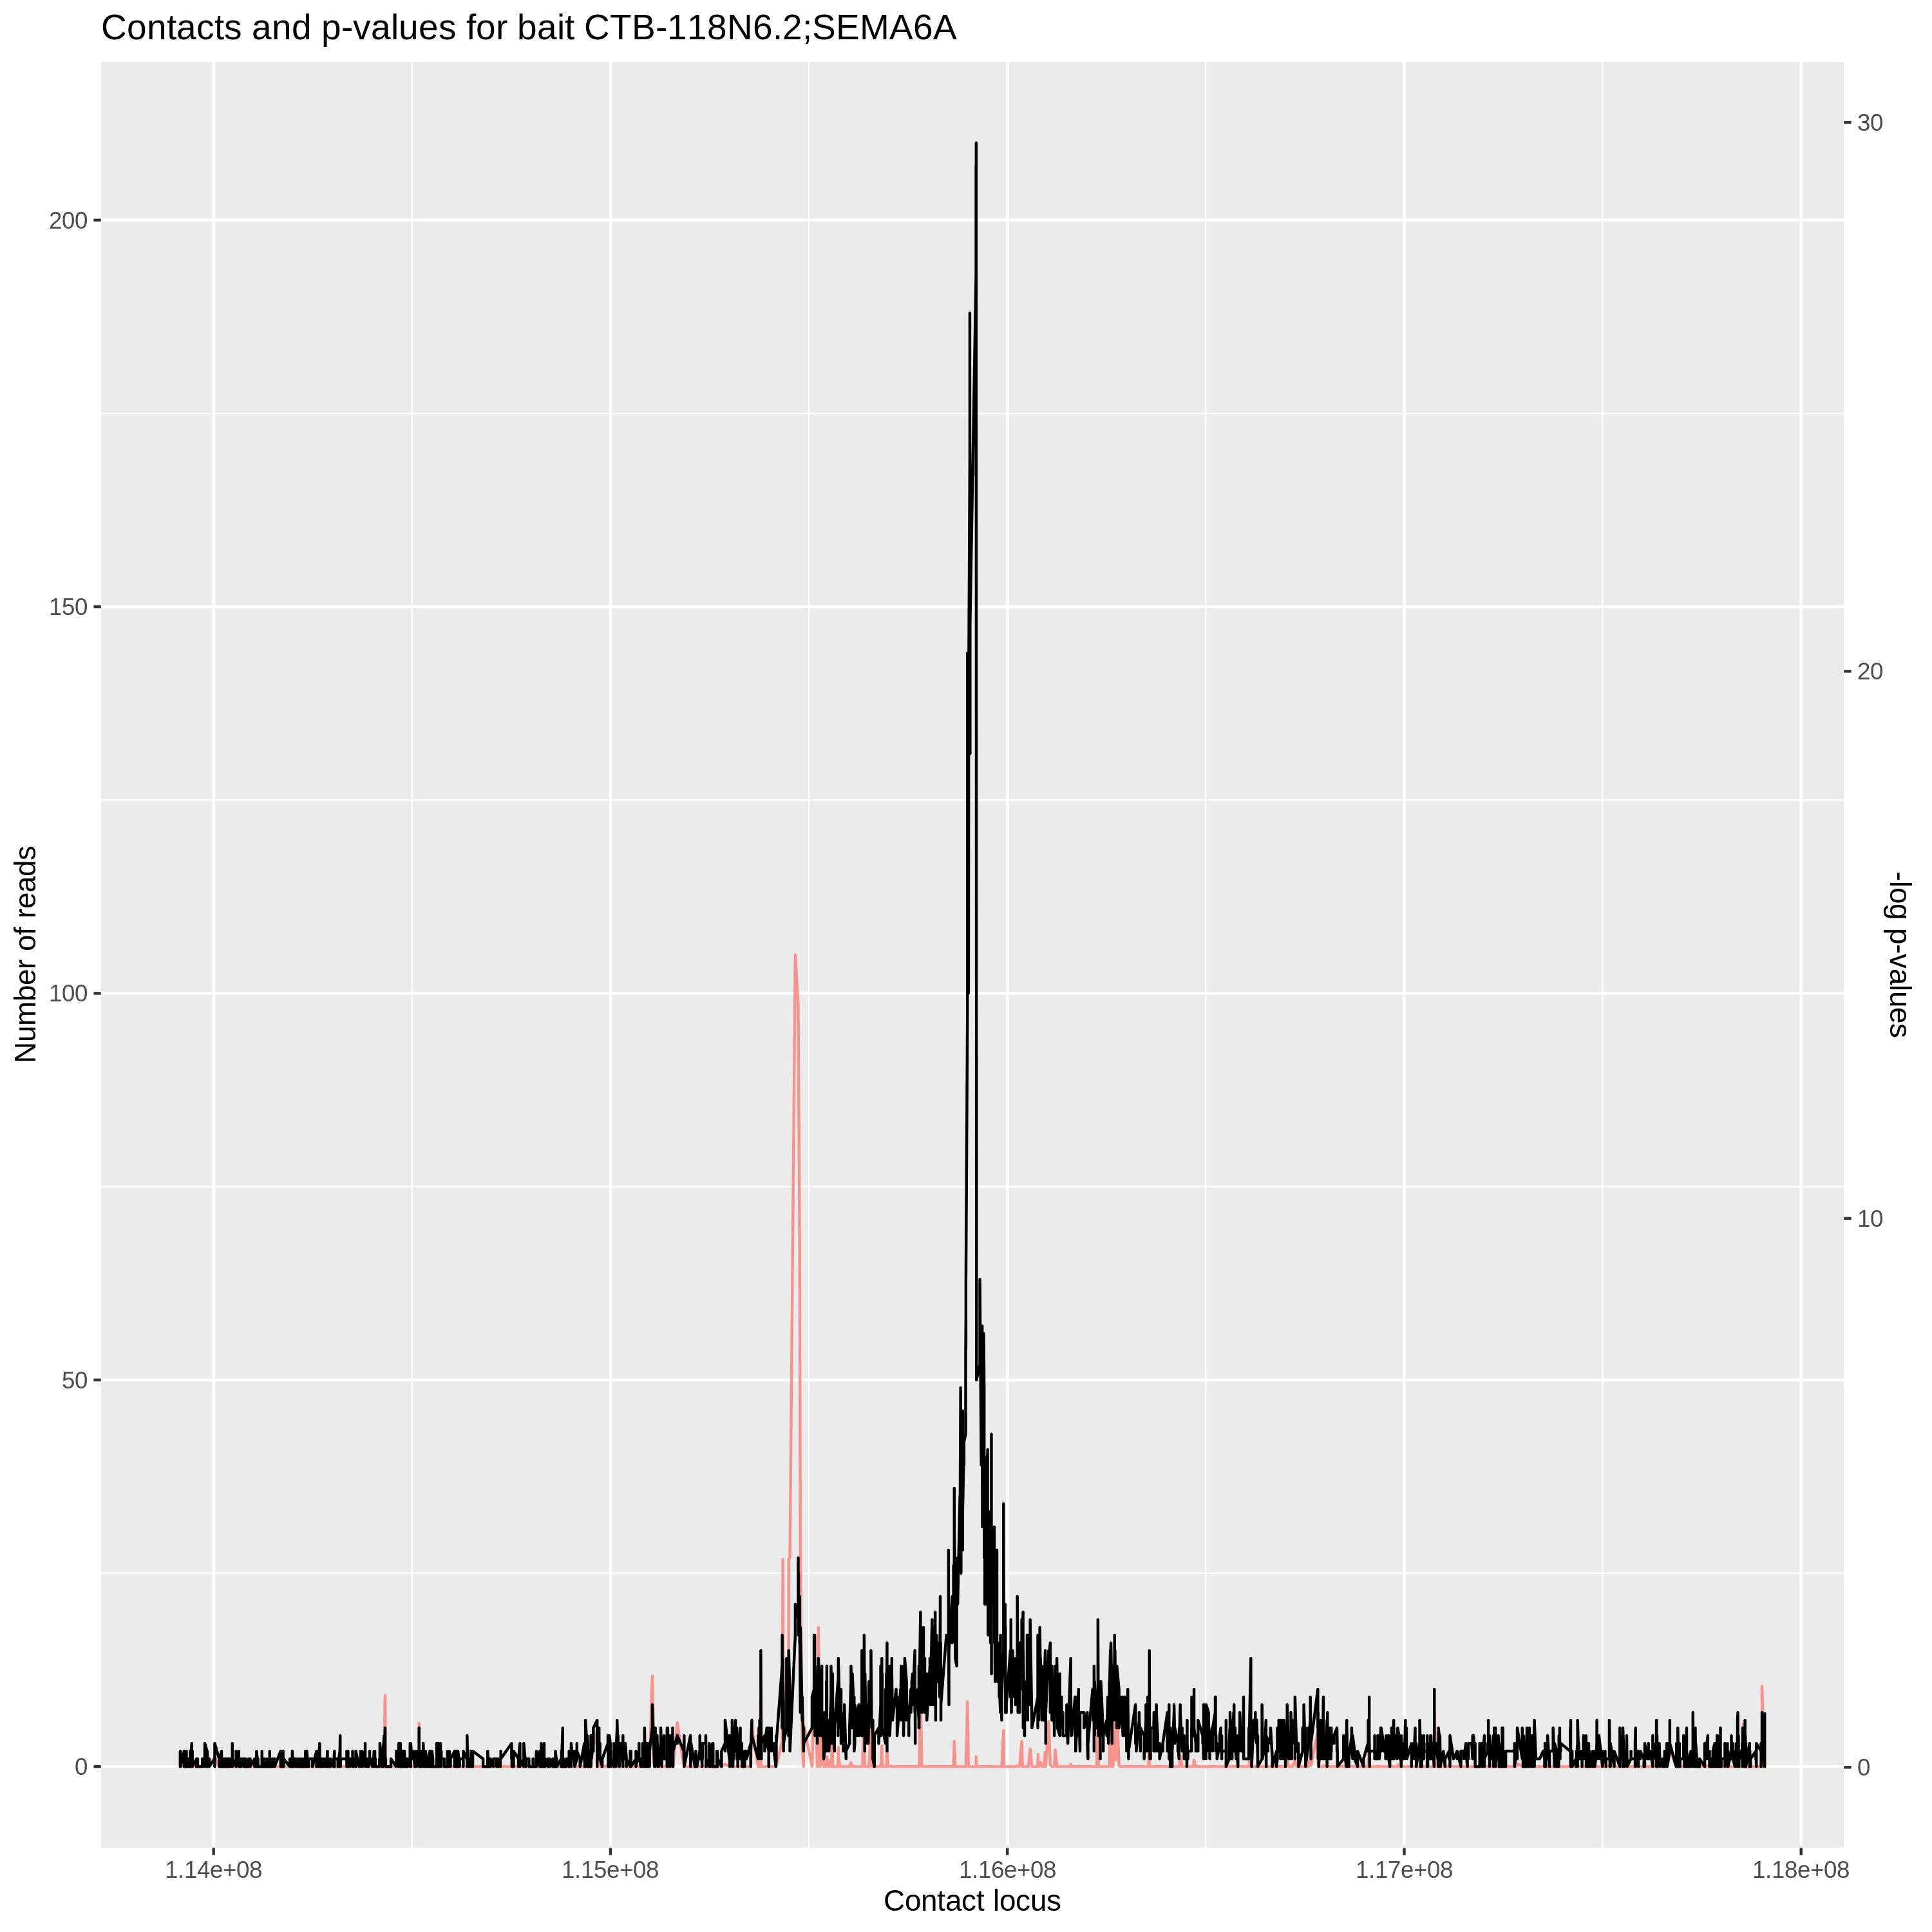 Contacts and p-values for bait CTB-118N6.2;SEMA6A
Number of reads
200
150
100
50
0
30
20
10
0
-log p-values
1.14e+08
1.15e+08
1.16e+08
1.17e+08
1.18e+08
Contact locus